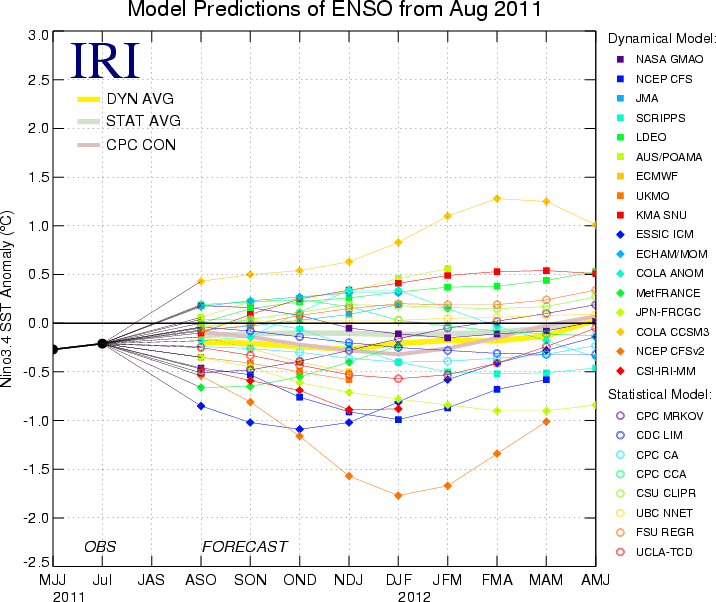 Model Predictions of ENSO from Aug 2011
IRI
DYN AVG
STAT AVG
CPC CON
Nino3.4 SST Anomaly (ºC)
3.0
2.5
2.0
1.5
1.0
0.5
0.0
-0.5
-1.0
-1.5
-2.0
-2.5
OBS
FORECAST
MJJ Jul JAS ASO SON OND NDJ DJF JFM FMA MAM AMJ
2011 2012
Dynamical Model:
NASA GMAO
NCEP CFS
JMA
SCRIPPS
LDEO
AUS/POAMA
ECMWF
UKMO
KMA SNU
ESSIC ICM
ECHAM/MOM
COLA ANOM
MetFRANCE
JPN-FRCGC
COLA CCSM3
NCEP CFSv2
CSI-IRI-MM
Statistical Model:
CPC MRKOV
CDC LIM
CPC CA
CPC CCA
CSU CLIPR
UBC NNET
FSU REGR
UCLA-TCD